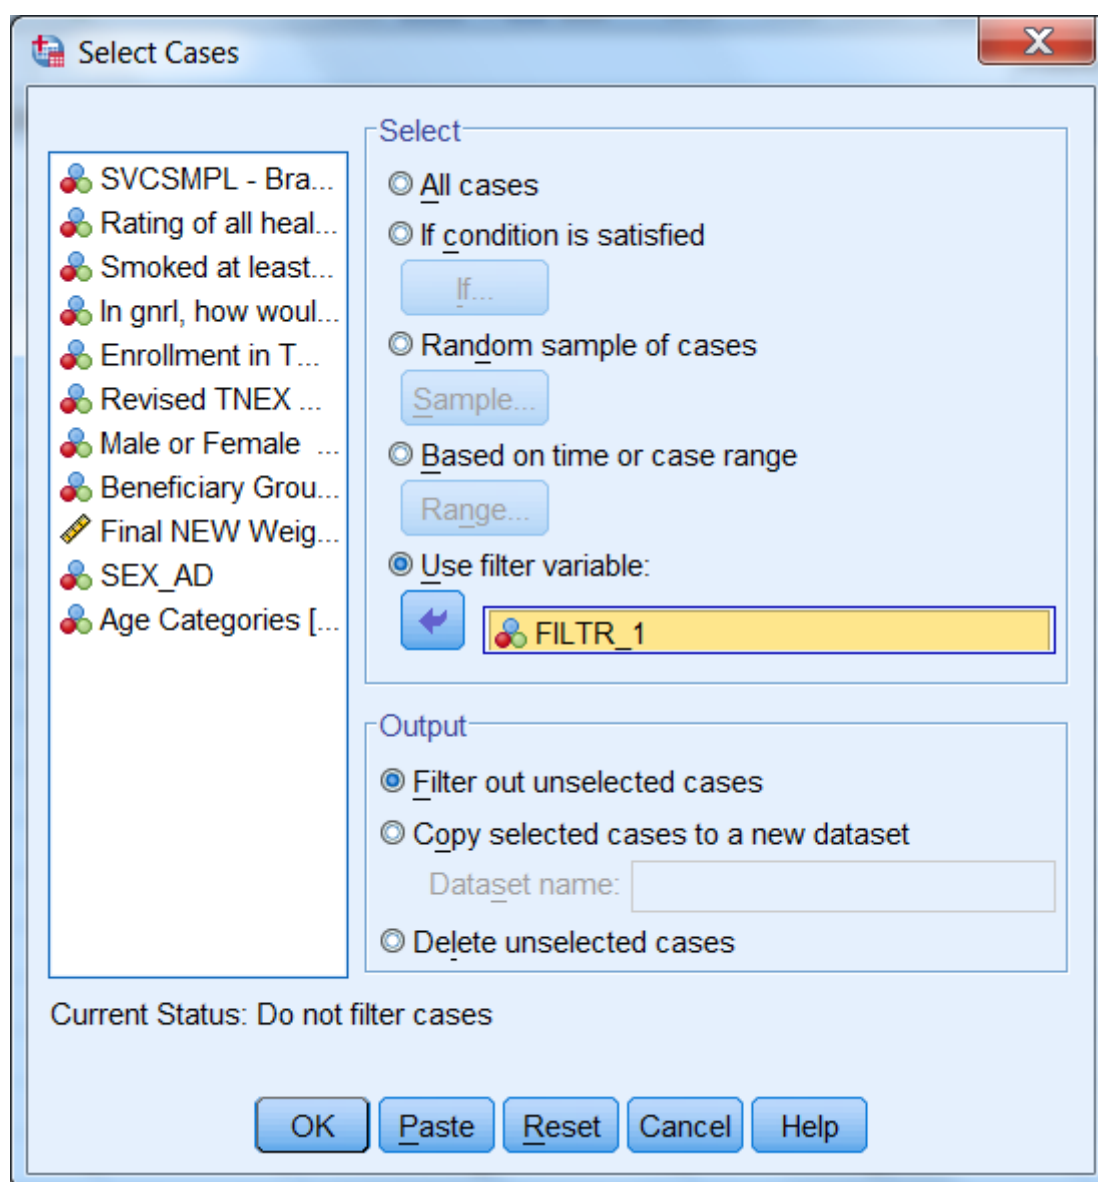 Select Cases
SVCSMPL - Bra...
Rating of all heal...
Smoked at least...
In gnrl, how woul...
Enrollment in T...
Revised TNEX ...
Male or Female ...
Beneficiary Grou...
Final NEW Weig...
SEX_AD
Age Categories [...
Select
All cases
If condition is satisfied
If...
Random sample of cases
Sample...
Based on time or case range
Range...
Use filter variable:
FILTR_1
Output
Filter out unselected cases
Copy selected cases to a new dataset
Dataset name:
Delete unselected cases
Current Status: Do not filter cases
OK Paste Reset Cancel Help